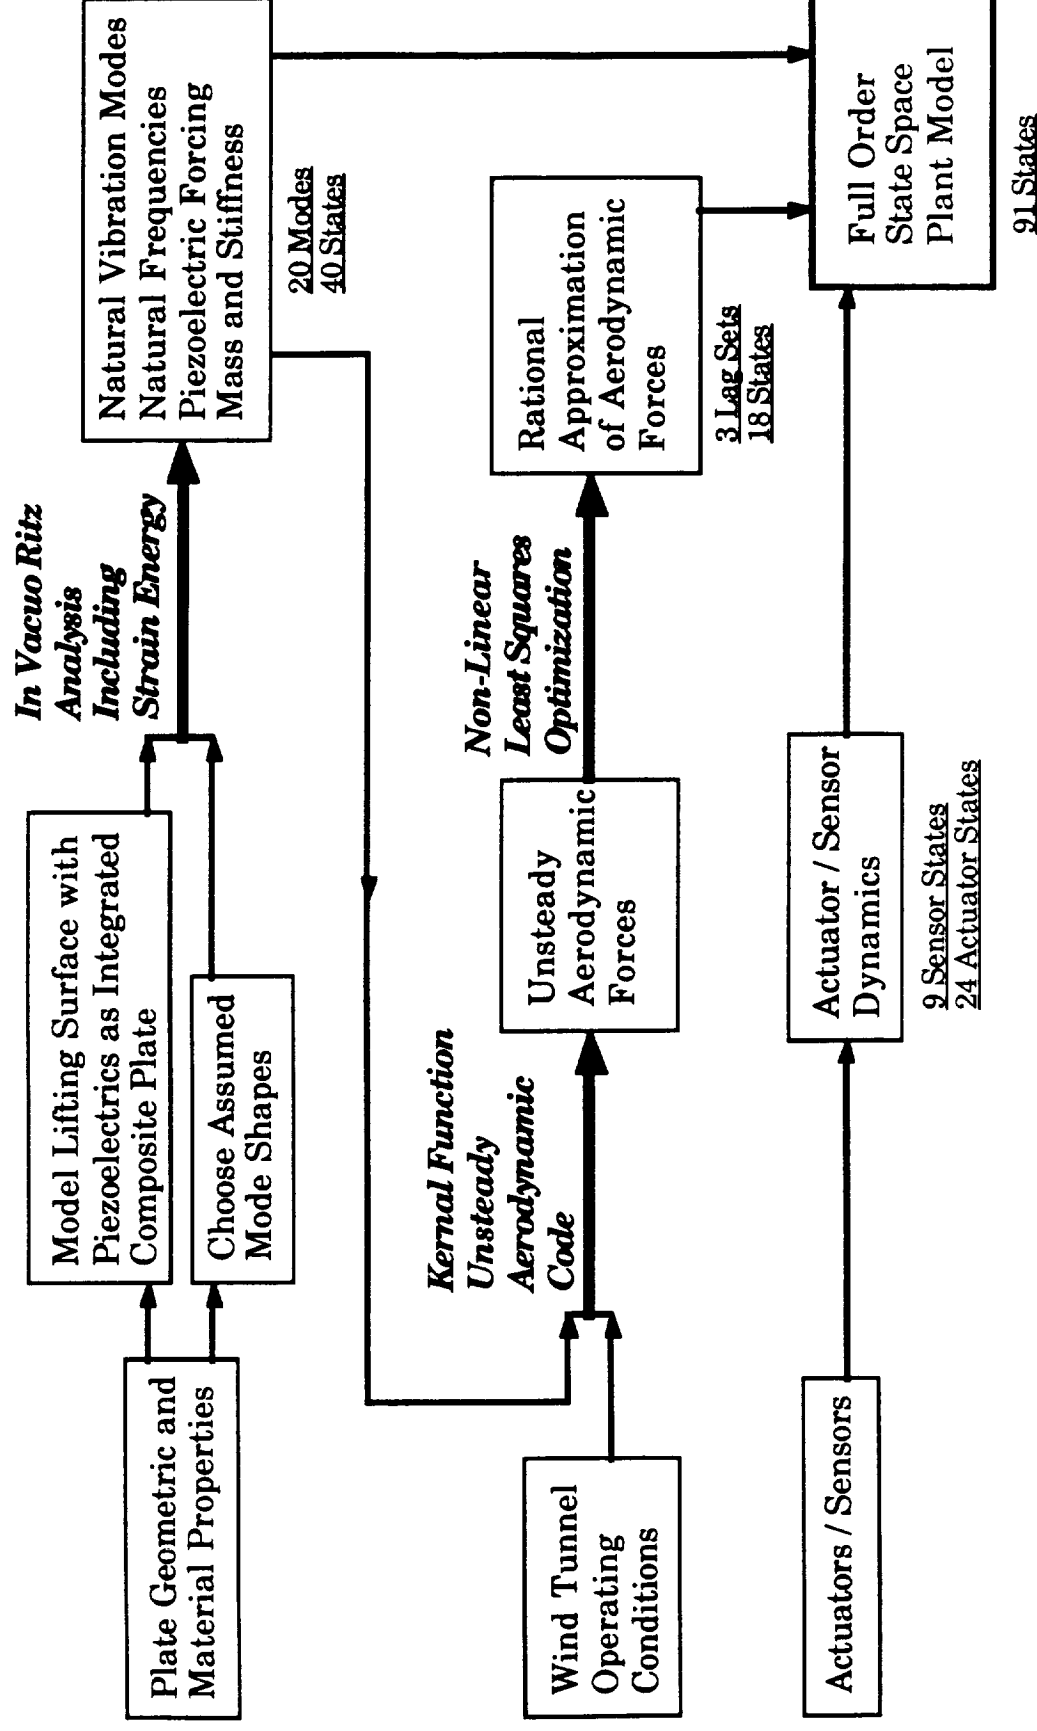 Plate Geometric and
Material Properties
Model Lifting Surface with
Piezoelectrics as Integrated
Composite Plate
Choose Assumed
Mode Shapes
In Vacuo Ritz
Analysis
Including
Strain Energy
Natural Vibration Modes
Natural Frequencies
Piezoelectric Forcing
Mass and Stiffness
20 Modes
40 States
Wind Tunnel
Operating
Conditions
Kernal Function
Unsteady
Aerodynamic
Code
Unsteady
Aerodynamic
Forces
Non-Linear
Least Squares
Optimization
Rational
Approximation
of Aerodynamic
Forces
3 Lag Sets
18 States
Actuators / Sensors
Actuator / Sensor
Dynamics
9 Sensor States
24 Actuator States
Full Order
State Space
Plant Model
91 States